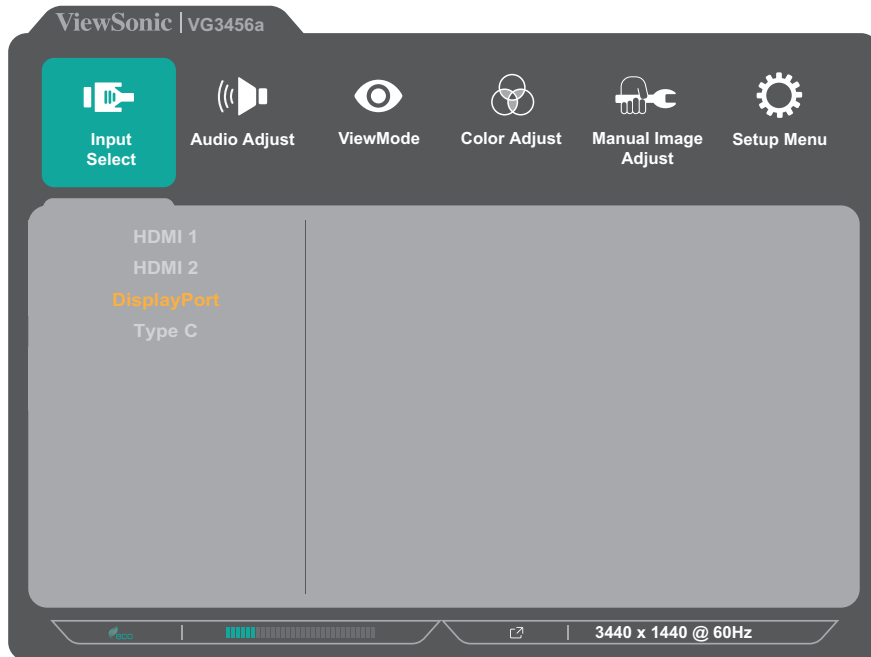 ViewSonic | VG3456a
Input
Select
Audio Adjust
ViewMode
Color Adjust
Manual Image
Adjust
Setup Menu
HDMI 1
HDMI 2
DisplayPort
Type C
eco
3440 x 1440 @ 60Hz